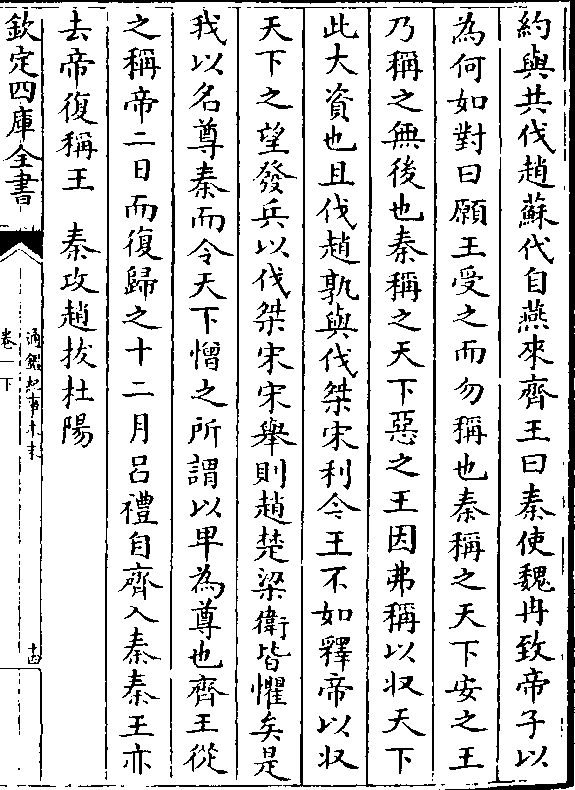 約與共伐趙蘇代自燕來齊王曰秦使魏冉致帝子以
為何如對曰願王受之而勿稱也秦稱之天下安之王
乃稱之無後也秦稱之天下惡之王因弗稱以収天下
此大資也且伐趙孰與伐桀宋利今王不如釋帝以収
天下之望發兵以伐桀宋宋舉則趙楚梁衛皆懼矣是
我以名尊秦而令天下憎之所謂以卑為尊也齊王從
之稱帝二日而復歸之十二月吕禮自齊入秦秦王亦
去帝復稱王　秦攻趙拔杜陽
欽定四庫全書
通鑑紀事本末
卷一下
十四